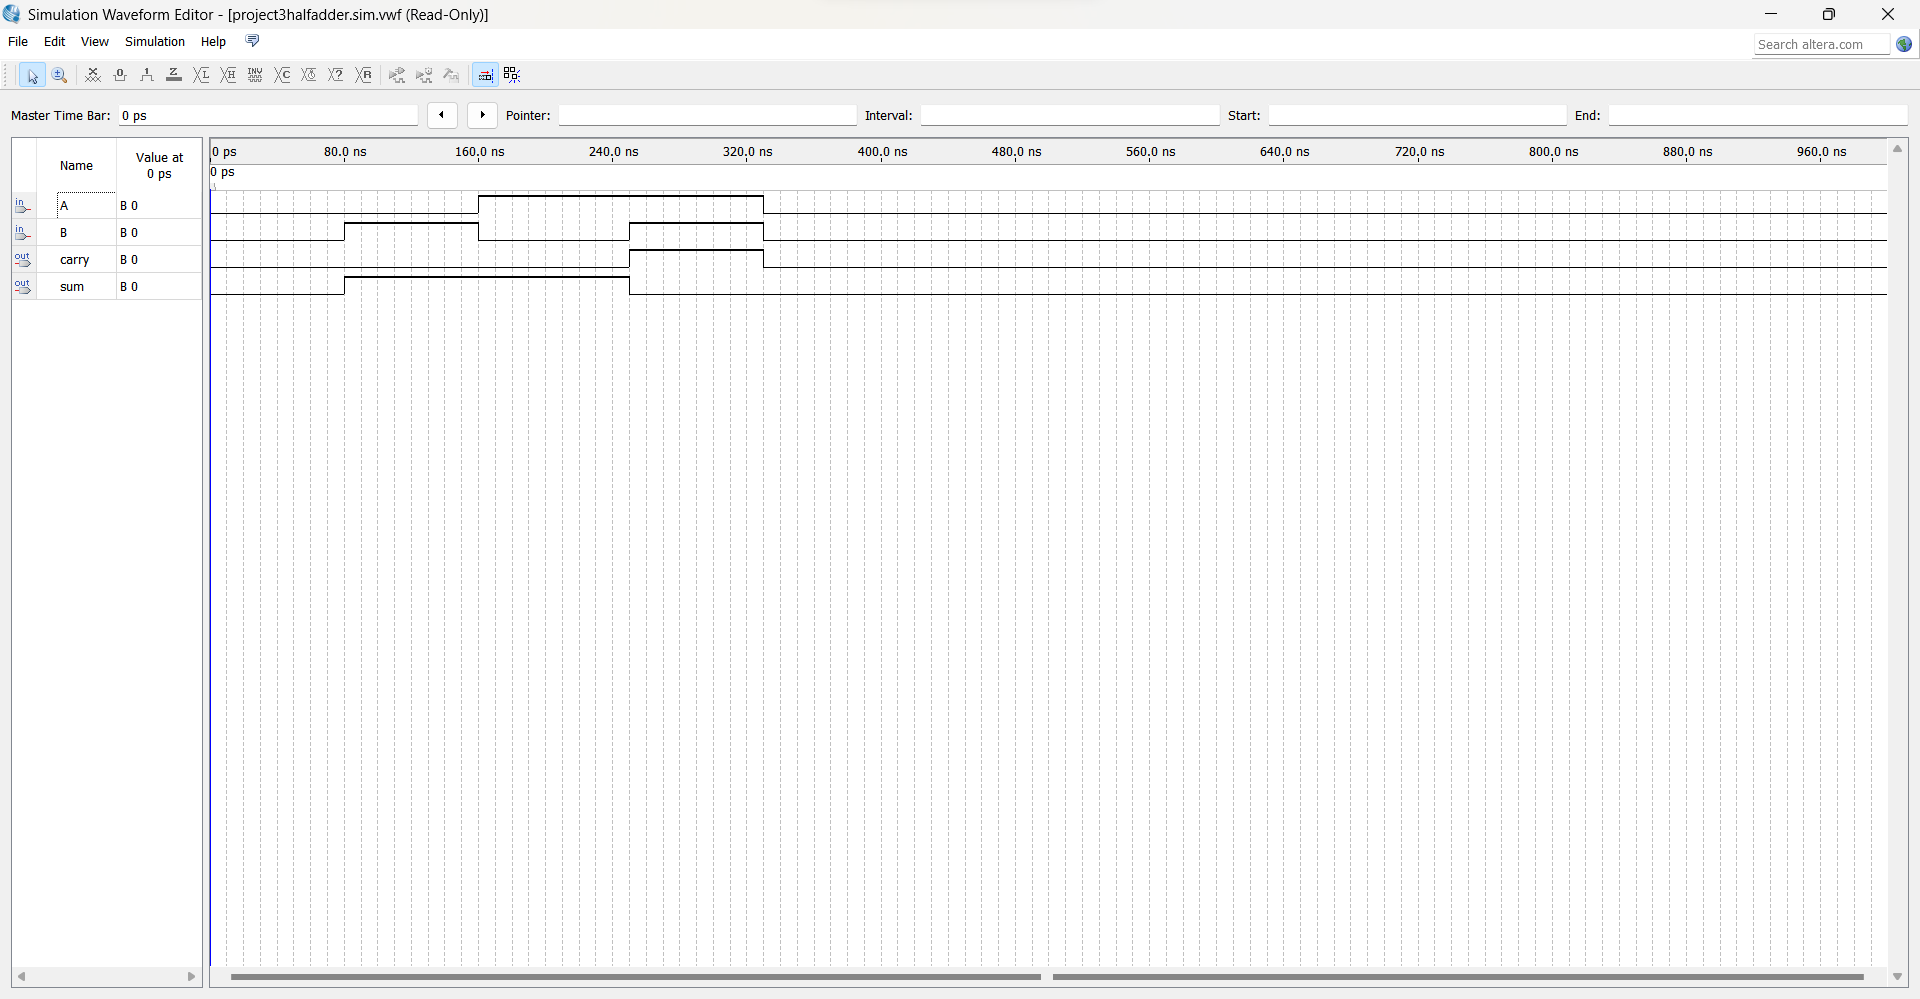 Simulation Waveform Editor - [project3halfadder.sim.vwf (Read-Only)]
File Edit View Simulation Help
Search altera.com
Master Time Bar: 0 ps Pointer: Interval: Start: End:
Name Value at 0 ps
0 ps 80.0 ns 160.0 ns 240.0 ns 320.0 ns 400.0 ns 480.0 ns 560.0 ns 640.0 ns 720.0 ns 800.0 ns 880.0 ns 960.0 ns
0 ps
in A B 0
in B B 0
out carry B 0
out sum B 0